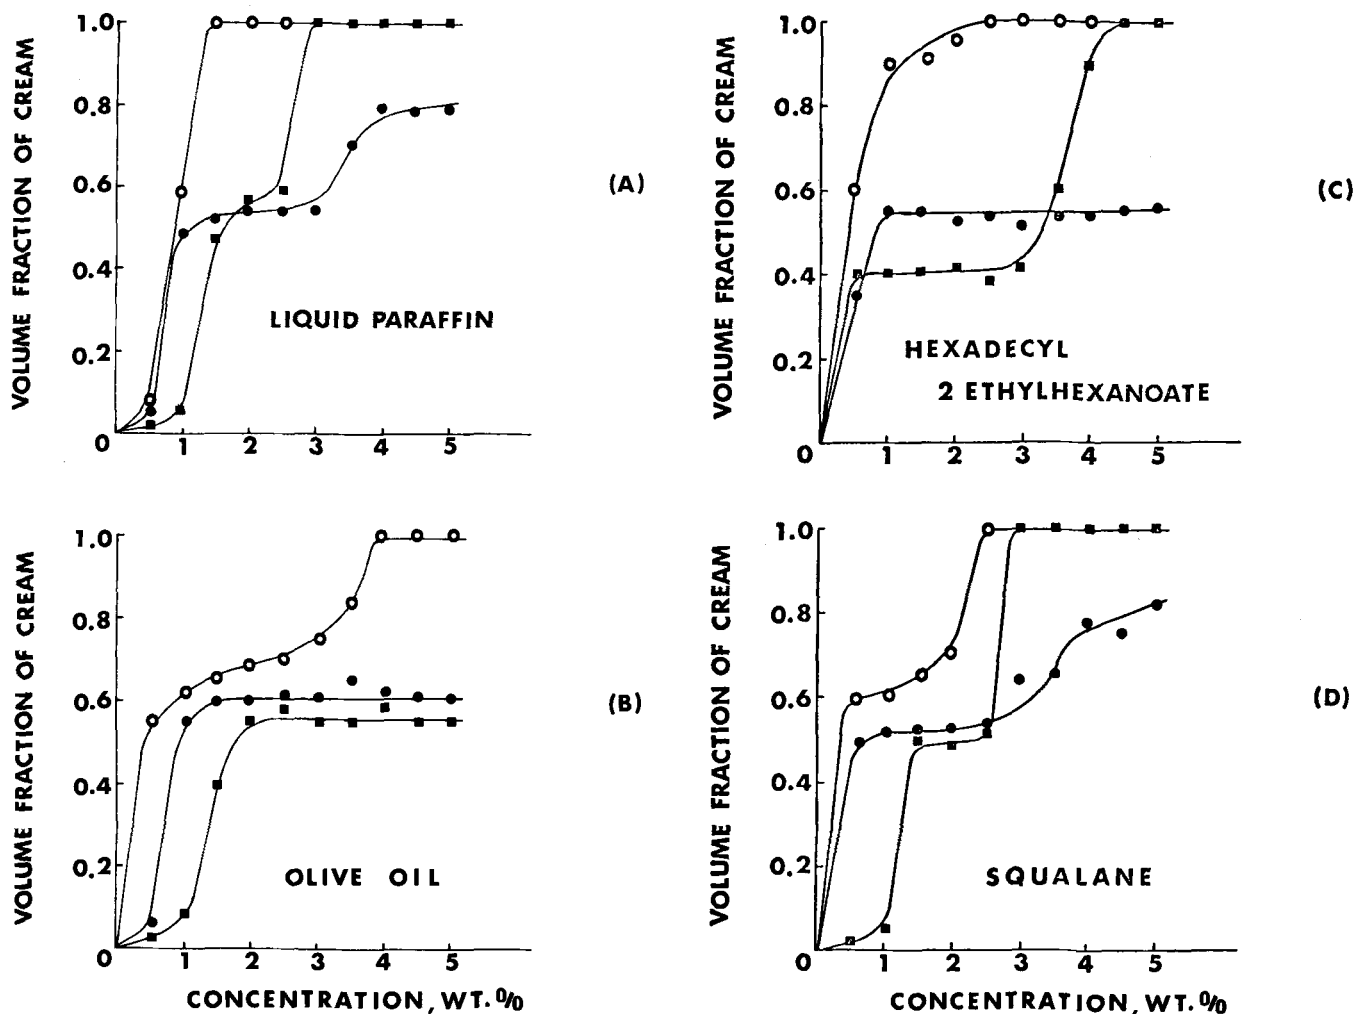 VOLUME FRACTION OF CREAM
1.0
0.8
0.6
0.4
0.2
0
1 2 3 4 5
LIQUID PARAFFIN
(A)
VOLUME FRACTION OF CREAM
1.0
0.8
0.6
0.4
0.2
0
1 2 3 4 5
HEXADECYL
2 ETHYLHEXANOATE
(C)
VOLUME FRACTION OF CREAM
1.0
0.8
0.6
0.4
0.2
0
1 2 3 4 5
OLIVE OIL
CONCENTRATION, WT.%
(B)
VOLUME FRACTION OF CREAM
1.0
0.8
0.6
0.4
0.2
0
1 2 3 4 5
SQUALANE
CONCENTRATION, WT.%
(D)